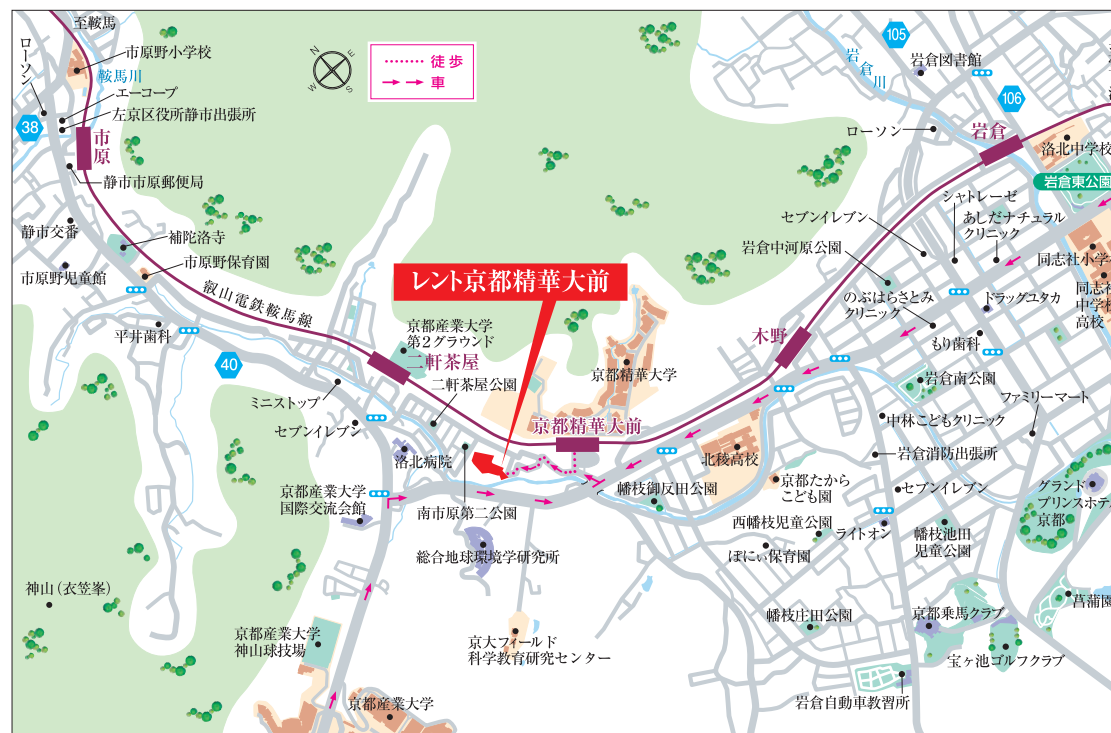 至鞍馬
ローソン
市原野小学校
鞍馬川
エーコープ
左京区役所静市出張所
38
市原
静市市原郵便局
静市交番
補陀洛寺
市原野児童館
市原野保育園
叡山電鉄鞍馬線
平井歯科
40
N
E
W
S
徒歩
車
105
岩倉川
岩倉図書館
106
ローソン
岩倉
洛北中学校
岩倉東公園
シャトレーゼ
あしだナチュラル
クリニック
セブンイレブン
岩倉中河原公園
同志社小学校
のぶはらさとみ
クリニック
ドラッグユタカ
同志社
中学校
高校
もり歯科
レント京都精華大前
京都産業大学
第2グラウンド
二軒茶屋
二軒茶屋公園
京都精華大学
木野
岩倉南公園
ファミリーマート
ミニストップ
セブンイレブン
京都精華大前
中林こどもクリニック
洛北病院
北稜高校
岩倉消防出張所
京都産業大学
国際交流会館
南市原第二公園
幡枝御反田公園
京都たから
こども園
セブンイレブン
グランド
プリンスホテル
京都
西幡枝児童公園
ライトオン
幡枝池田
児童公園
総合地球環境学研究所
ぽにぃ保育園
神山(衣笠峯)
京都産業大学
神山球技場
京大フィールド
科学教育研究センター
幡枝庄田公園
京都乗馬クラブ
菖蒲園
宝ヶ池ゴルフクラブ
京都産業大学
岩倉自動車教習所